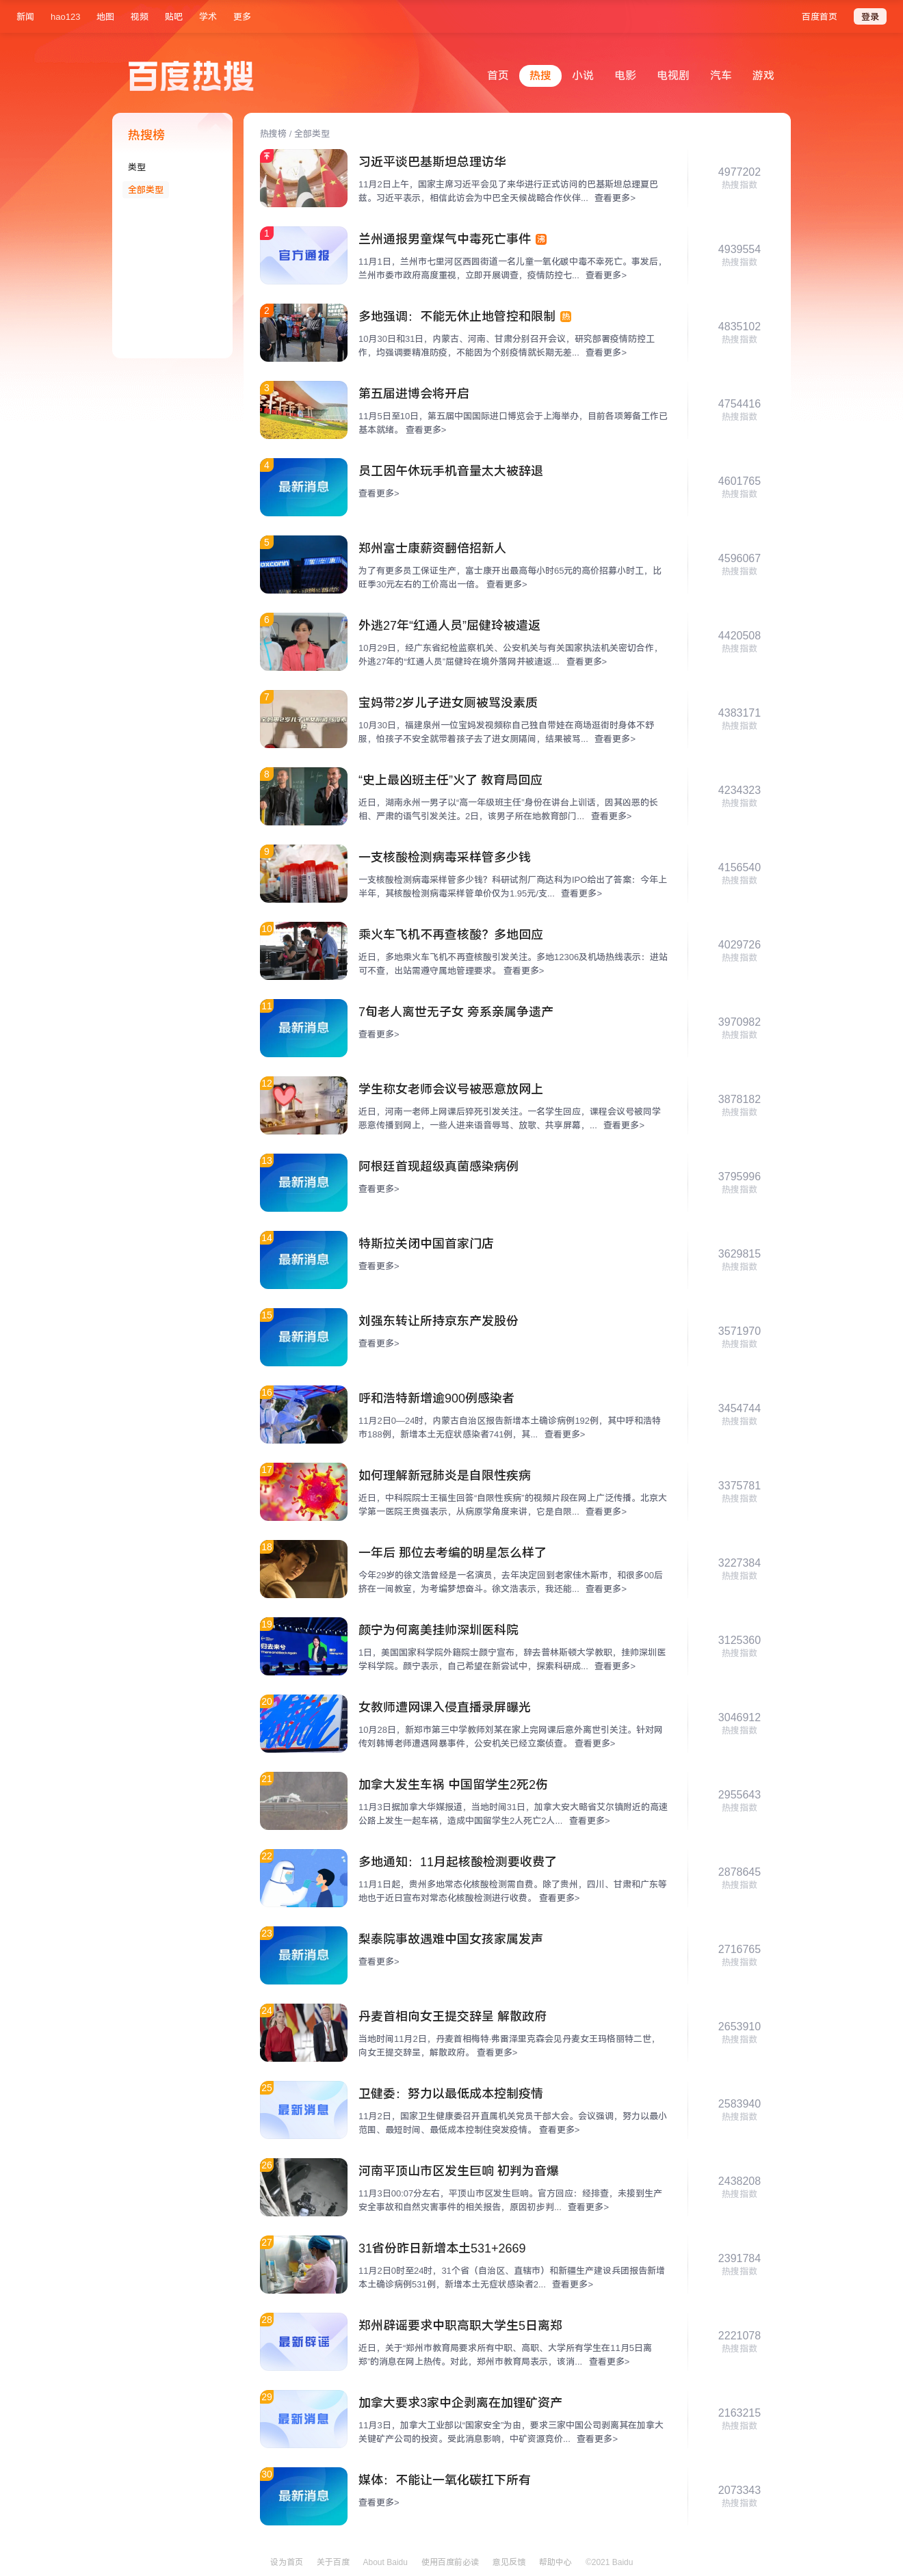 新闻 hao123 地图 视频 贴吧 学术 更多 百度首页 登录
百度热搜
首页 热搜 小说 电影 电视剧 汽车 游戏
热搜榜
类型
全部类型
热搜榜 / 全部类型
习近平谈巴基斯坦总理访华
11月2日上午，国家主席习近平会见了来华进行正式访问的巴基斯坦总理夏巴
兹。习近平表示，相信此访会为中巴全天候战略合作伙伴... 查看更多>
4977202
热搜指数
1
官方通报
兰州通报男童煤气中毒死亡事件 沸
11月1日，兰州市七里河区西园街道一名儿童一氧化碳中毒不幸死亡。事发后，
兰州市委市政府高度重视，立即开展调查，疫情防控七... 查看更多>
4939554
热搜指数
2
多地强调：不能无休止地管控和限制 热
10月30日和31日，内蒙古、河南、甘肃分别召开会议，研究部署疫情防控工
作，均强调要精准防疫，不能因为个别疫情就长期无差... 查看更多>
4835102
热搜指数
3
第五届进博会将开启
11月5日至10日，第五届中国国际进口博览会于上海举办，目前各项筹备工作已
基本就绪。 查看更多>
4754416
热搜指数
4
最新消息
员工因午休玩手机音量太大被辞退
查看更多>
4601765
热搜指数
5
郑州富士康薪资翻倍招新人
为了有更多员工保证生产，富士康开出最高每小时65元的高价招募小时工，比
旺季30元左右的工价高出一倍。 查看更多>
4596067
热搜指数
6
外逃27年“红通人员”屈健玲被遣返
10月29日，经广东省纪检监察机关、公安机关与有关国家执法机关密切合作，
外逃27年的“红通人员”屈健玲在境外落网并被遣返... 查看更多>
4420508
热搜指数
7
宝妈带2岁儿子进女厕被骂没素质
10月30日，福建泉州一位宝妈发视频称自己独自带娃在商场逛街时身体不舒
服，怕孩子不安全就带着孩子去了进女厕隔间，结果被骂... 查看更多>
4383171
热搜指数
8
“史上最凶班主任”火了 教育局回应
近日，湖南永州一男子以“高一年级班主任”身份在讲台上训话，因其凶恶的长
相、严肃的语气引发关注。2日，该男子所在地教育部门... 查看更多>
4234323
热搜指数
9
一支核酸检测病毒采样管多少钱
一支核酸检测病毒采样管多少钱？科研试剂厂商达科为IPO给出了答案：今年上
半年，其核酸检测病毒采样管单价仅为1.95元/支... 查看更多>
4156540
热搜指数
10
乘火车飞机不再查核酸？多地回应
近日，多地乘火车飞机不再查核酸引发关注。多地12306及机场热线表示：进站
可不查，出站需遵守属地管理要求。 查看更多>
4029726
热搜指数
11
最新消息
7旬老人离世无子女 旁系亲属争遗产
查看更多>
3970982
热搜指数
12
学生称女老师会议号被恶意放网上
近日，河南一老师上网课后猝死引发关注。一名学生回应，课程会议号被同学
恶意传播到网上，一些人进来语音辱骂、放歌、共享屏幕，... 查看更多>
3878182
热搜指数
13
最新消息
阿根廷首现超级真菌感染病例
查看更多>
3795996
热搜指数
14
最新消息
特斯拉关闭中国首家门店
查看更多>
3629815
热搜指数
15
最新消息
刘强东转让所持京东产发股份
查看更多>
3571970
热搜指数
16
呼和浩特新增逾900例感染者
11月2日0—24时，内蒙古自治区报告新增本土确诊病例192例，其中呼和浩特
市188例，新增本土无症状感染者741例，其... 查看更多>
3454744
热搜指数
17
如何理解新冠肺炎是自限性疾病
近日，中科院院士王福生回答“自限性疾病”的视频片段在网上广泛传播。北京大
学第一医院王贵强表示，从病原学角度来讲，它是自限... 查看更多>
3375781
热搜指数
18
一年后 那位去考编的明星怎么样了
今年29岁的徐文浩曾经是一名演员，去年决定回到老家佳木斯市，和很多00后
挤在一间教室，为考编梦想奋斗。徐文浩表示，我还能... 查看更多>
3227384
热搜指数
19
颜宁为何离美挂帅深圳医科院
1日，美国国家科学院外籍院士颜宁宣布，辞去普林斯顿大学教职，挂帅深圳医
学科学院。颜宁表示，自己希望在新尝试中，探索科研成... 查看更多>
3125360
热搜指数
20
女教师遭网课入侵直播录屏曝光
10月28日，新郑市第三中学教师刘某在家上完网课后意外离世引关注。针对网
传刘韩博老师遭遇网暴事件，公安机关已经立案侦查。 查看更多>
3046912
热搜指数
21
加拿大发生车祸 中国留学生2死2伤
11月3日据加拿大华媒报道，当地时间31日，加拿大安大略省艾尔镇附近的高速
公路上发生一起车祸，造成中国留学生2人死亡2人... 查看更多>
2955643
热搜指数
22
多地通知：11月起核酸检测要收费了
11月1日起，贵州多地常态化核酸检测需自费。除了贵州，四川、甘肃和广东等
地也于近日宣布对常态化核酸检测进行收费。 查看更多>
2878645
热搜指数
23
最新消息
梨泰院事故遇难中国女孩家属发声
查看更多>
2716765
热搜指数
24
丹麦首相向女王提交辞呈 解散政府
当地时间11月2日，丹麦首相梅特·弗雷泽里克森会见丹麦女王玛格丽特二世，
向女王提交辞呈，解散政府。 查看更多>
2653910
热搜指数
25
最新消息
卫健委：努力以最低成本控制疫情
11月2日，国家卫生健康委召开直属机关党员干部大会。会议强调，努力以最小
范围、最短时间、最低成本控制住突发疫情。 查看更多>
2583940
热搜指数
26
河南平顶山市区发生巨响 初判为音爆
11月3日00:07分左右，平顶山市区发生巨响。官方回应：经排查，未接到生产
安全事故和自然灾害事件的相关报告，原因初步判... 查看更多>
2438208
热搜指数
27
31省份昨日新增本土531+2669
11月2日0时至24时，31个省（自治区、直辖市）和新疆生产建设兵团报告新增
本土确诊病例531例，新增本土无症状感染者2... 查看更多>
2391784
热搜指数
28
最新辟谣
郑州辟谣要求中职高职大学生5日离郑
近日，关于“郑州市教育局要求所有中职、高职、大学所有学生在11月5日离
郑”的消息在网上热传。对此，郑州市教育局表示，该消... 查看更多>
2221078
热搜指数
29
最新消息
加拿大要求3家中企剥离在加锂矿资产
11月3日，加拿大工业部以“国家安全”为由，要求三家中国公司剥离其在加拿大
关键矿产公司的投资。受此消息影响，中矿资源竞价... 查看更多>
2163215
热搜指数
30
最新消息
媒体：不能让一氧化碳扛下所有
查看更多>
2073343
热搜指数
设为首页 关于百度 About Baidu 使用百度前必读 意见反馈 帮助中心 ©2021 Baidu